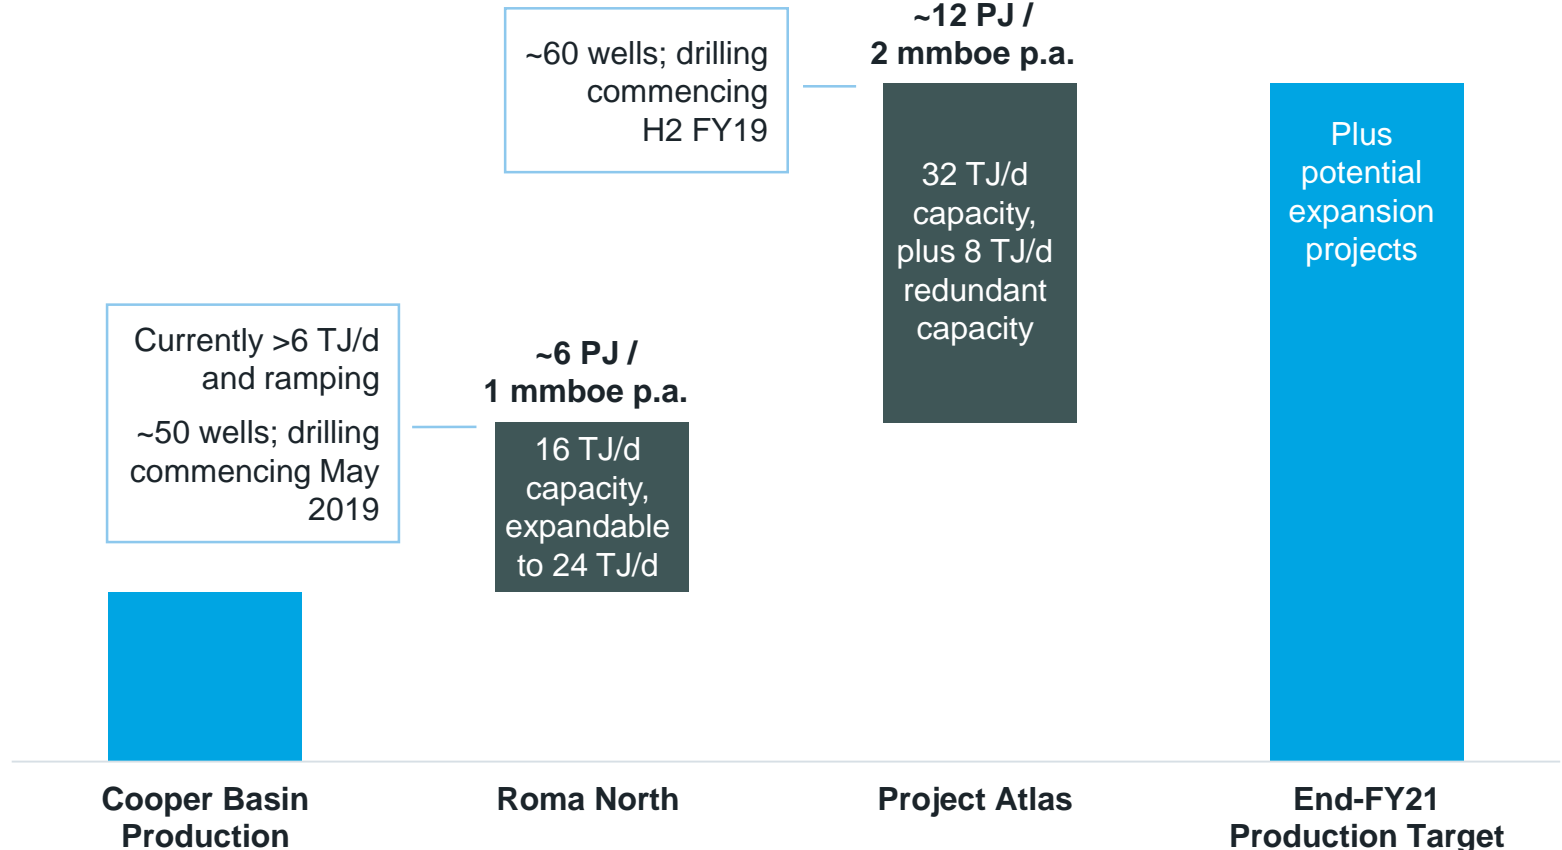 ~60 wells; drilling
commencing
H2 FY19
~12 PJ /
2 mmboe p.a.
32 TJ/d
capacity,
plus 8 TJ/d
redundant
capacity
Plus
potential
expansion
projects
Currently >6 TJ/d
and ramping
~50 wells; drilling
commencing May
2019
~6 PJ /
1 mmboe p.a.
16 TJ/d
capacity,
expandable
to 24 TJ/d
Cooper Basin
Production
Roma North
Project Atlas
End-FY21
Production Target